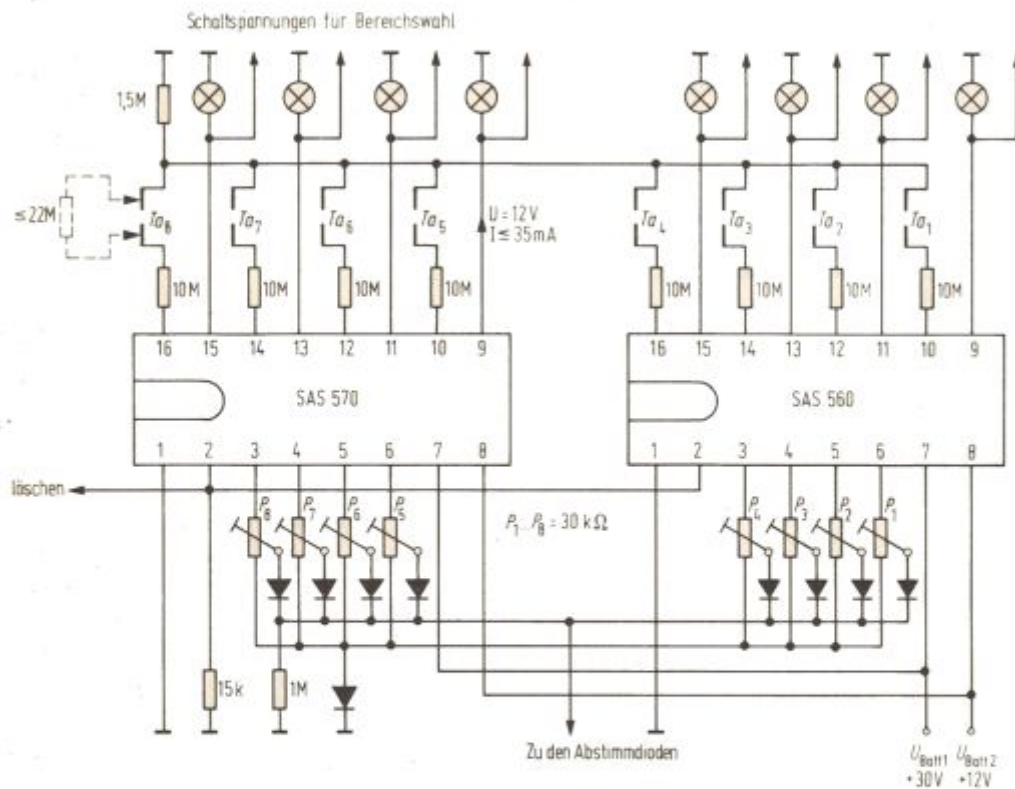 Schaltspannungen für Bereichswahl
1,5M
≤22M
Ta8 Ta7 Ta6 Ta5
U = 12V
I ≤ 35mA
Ta4 Ta3 Ta2 Ta1
10M 10M 10M 10M
10M 10M 10M 10M
16 15 14 13 12 11 10 9
16 15 14 13 12 11 10 9
SAS 570
SAS 560
1 2 3 4 5 6 7 8
1 2 3 4 5 6 7 8
löschen
P8 P7 P6 P5
P1...P8 = 30 kΩ
P4 P3 P2 P1
15k
1M
Zu den Abstimmdioden
UBatt1 UBatt2
+30V +12V